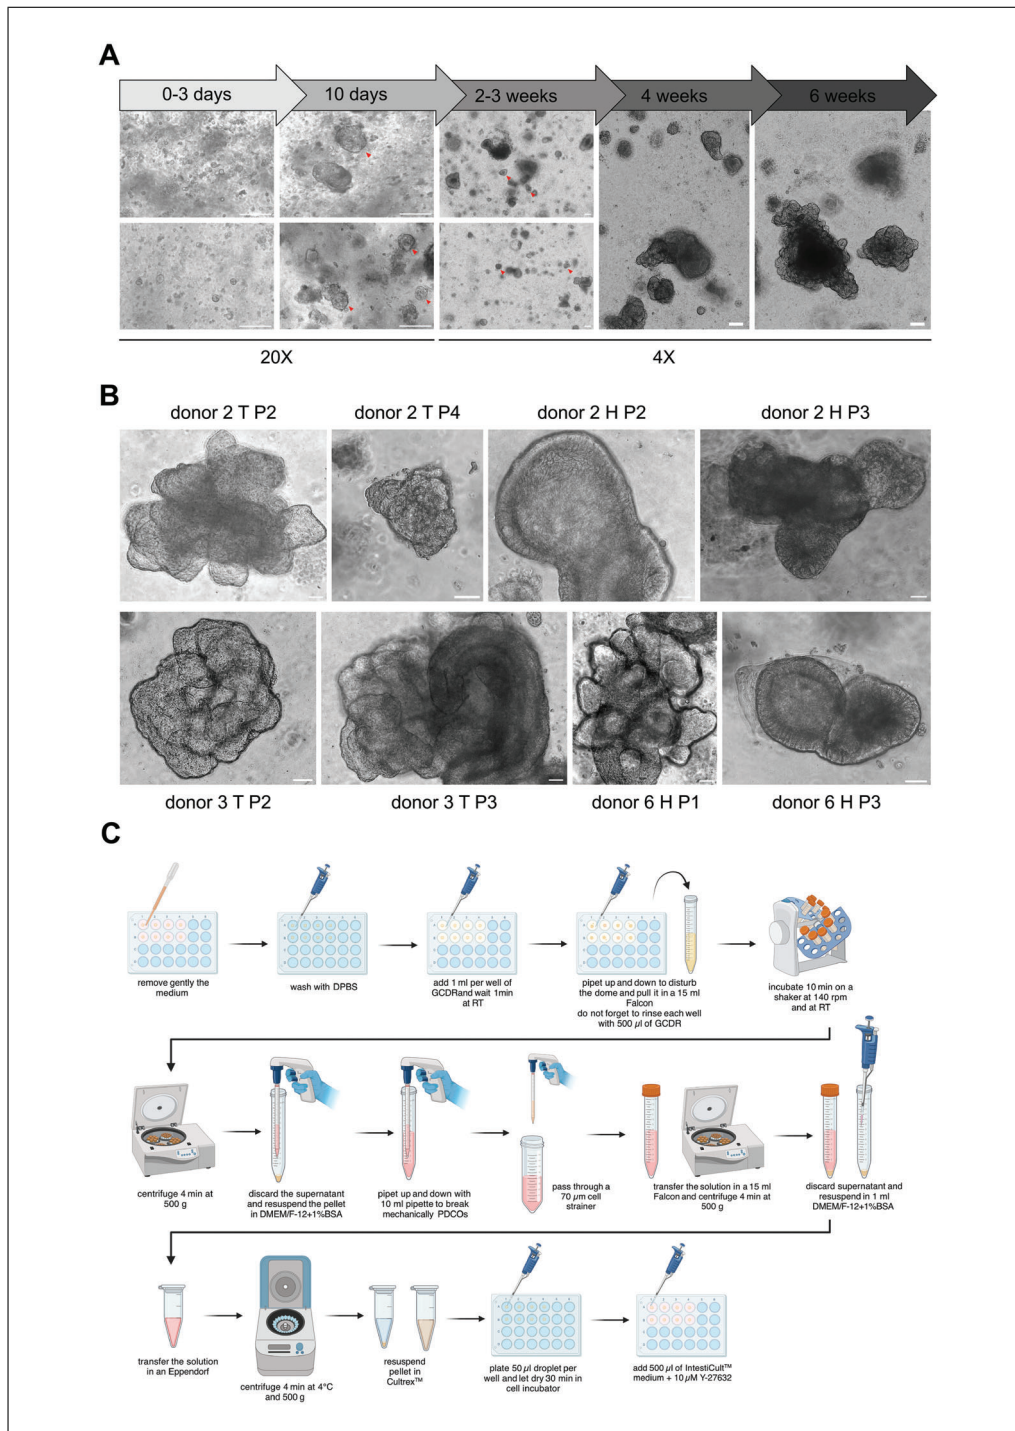 A
0-3 days
10 days
2-3 weeks
4 weeks
6 weeks
20X
4X
B
donor 2 T P2
donor 2 T P4
donor 2 H P2
donor 2 H P3
donor 3 T P2
donor 3 T P3
donor 6 H P1
donor 6 H P3
C
remove gently the
medium
wash with DPBS
add 1 ml per well of
GCDRand wait 1min
at RT
pipet up and down to disturb
the dome and pull it in a 15 ml
Falcon
do not forget to rinse each well
with 500 µl of GCDR
incubate 10 min on a
shaker at 140 rpm
and at RT
centrifuge 4 min at
500 g
discard the supernatant
and resuspend the pellet
in DMEM/F-12+1%BSA
pipet up and down with
10 ml pipette to break
mechanically PDCOs
pass through a
70 µm cell
strainer
transfer the solution in a 15 ml
Falcon and centrifuge 4 min at
500 g
discard supernatant and
resuspend in 1 ml
DMEM/F-12+1%BSA
transfer the solution
in an Eppendorf
centrifuge 4 min at 4°C
and 500 g
resuspend
pellet in
Cultrex™
plate 50 µl droplet per
well and let dry 30 min in
cell incubator
add 500 µl of IntestiCult™
medium + 10 µM Y-27632